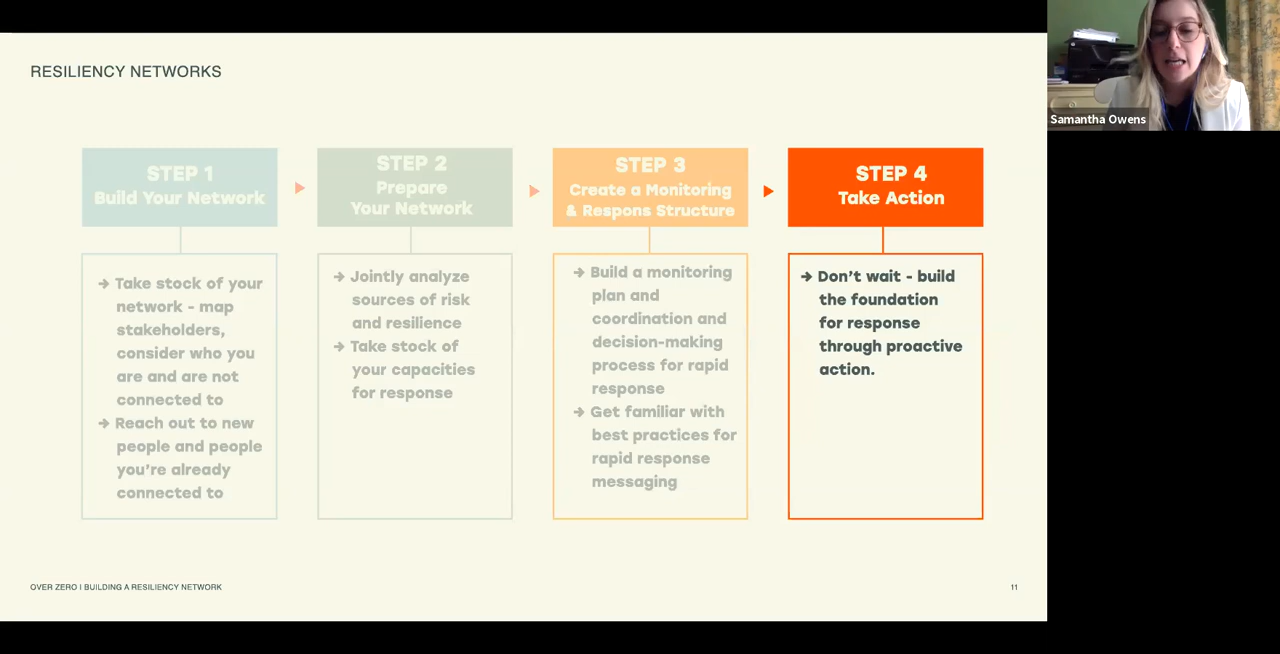 RESILIENCY NETWORKS
Samantha Owens
STEP 1
Build Your Network
→ Take stock of your
network - map
stakeholders,
consider who you
are and are not
connected to
→ Reach out to new
people and people
you're already
connected to
STEP 2
Prepare
Your Network
→ Jointly analyze
sources of risk
and resilience
→ Take stock of
your capacities
for response
STEP 3
Create a Monitoring
& Respons Structure
→ Build a monitoring
plan and
coordination and
decision-making
process for rapid
response
→ Get familiar with
best practices for
rapid response
messaging
STEP 4
Take Action
→ Don't wait - build
the foundation
for response
through proactive
action.
OVER ZERO I BUILDING A RESILIENCY NETWORK
11